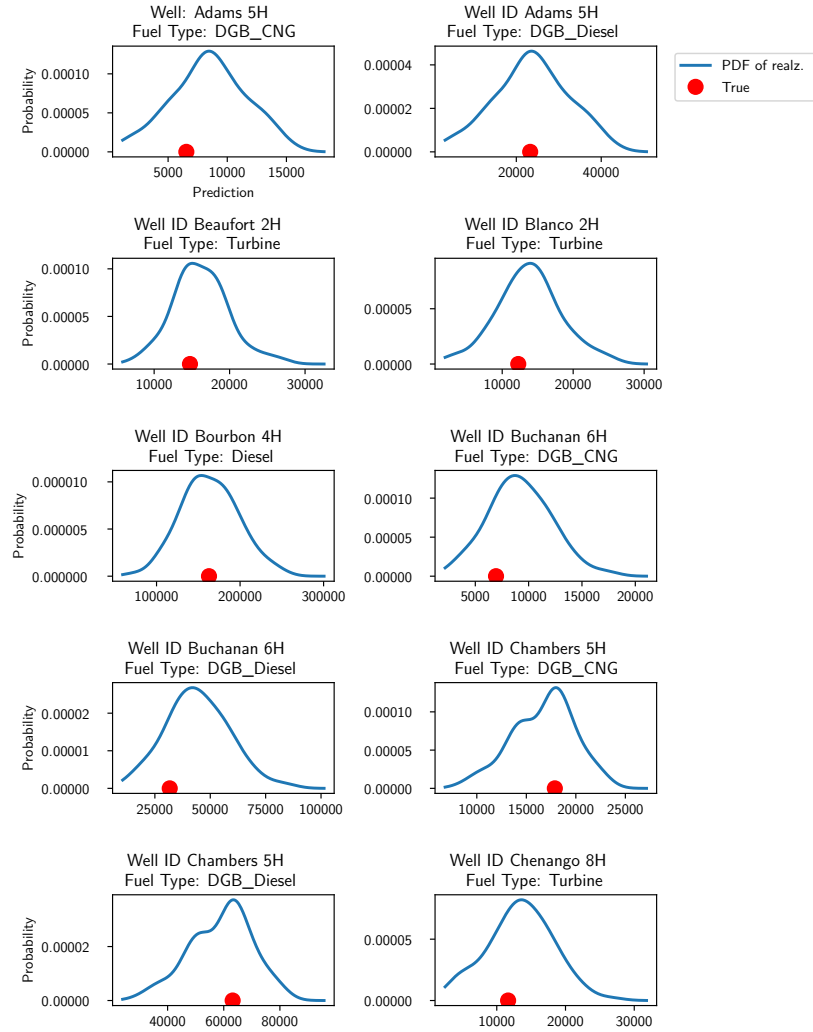 Well: Adams 5H
Fuel Type: DGB_CNG
0.00010
0.00005
0.00000
Probability
5000 10000 15000
Prediction
Well ID Adams 5H
Fuel Type: DGB_Diesel
0.00004
0.00002
0.00000
20000 40000
PDF of realz.
True
Well ID Beaufort 2H
Fuel Type: Turbine
0.00010
0.00005
0.00000
Probability
10000 20000 30000
Well ID Blanco 2H
Fuel Type: Turbine
0.00005
0.00000
10000 20000 30000
Well ID Bourbon 4H
Fuel Type: Diesel
0.000010
0.000005
0.000000
Probability
100000 200000 300000
Well ID Buchanan 6H
Fuel Type: DGB_CNG
0.00010
0.00005
0.00000
5000 10000 15000 20000
Well ID Buchanan 6H
Fuel Type: DGB_Diesel
0.00002
0.00001
0.00000
Probability
25000 50000 75000 100000
Well ID Chambers 5H
Fuel Type: DGB_CNG
0.00010
0.00005
0.00000
10000 15000 20000 25000
Well ID Chambers 5H
Fuel Type: DGB_Diesel
0.00002
0.00000
Probability
40000 60000 80000
Well ID Chenango 8H
Fuel Type: Turbine
0.00005
0.00000
10000 20000 30000